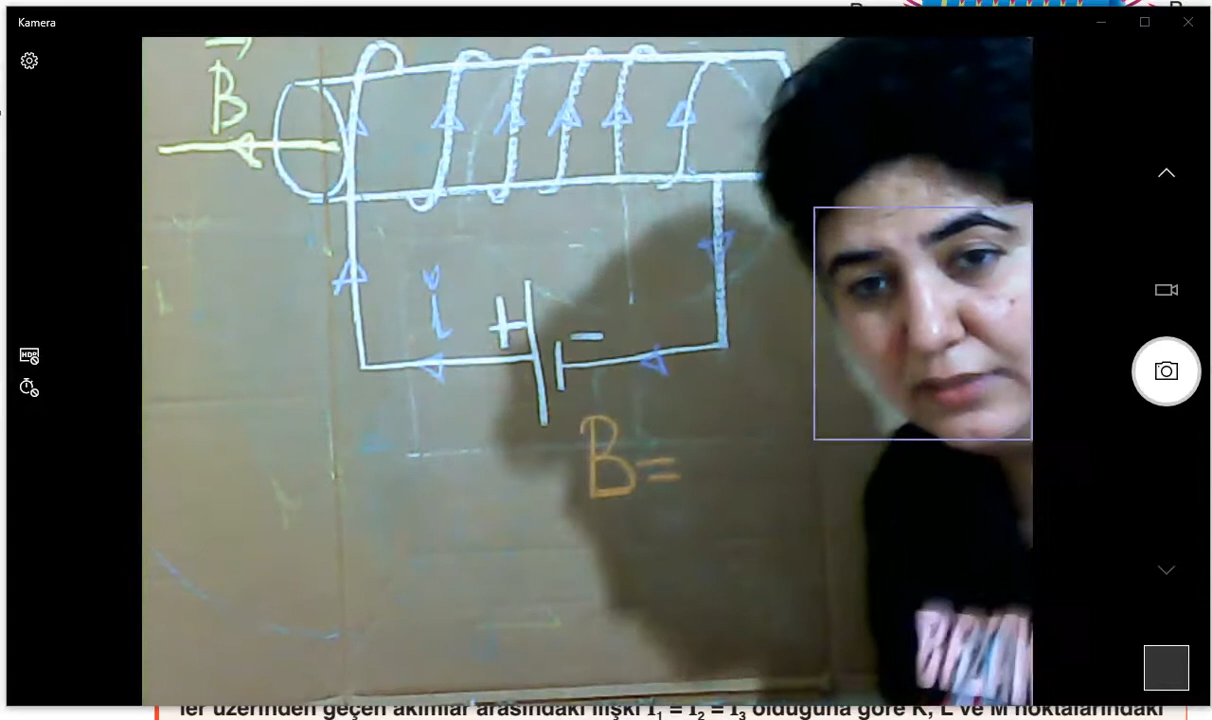 Kamera
B
i
+ -
B=
ler üzerinden geçen akımlar arasındaki ilişki I₁ = I₂ = I₃ olduğuna göre K, L ve M noktalarındaki